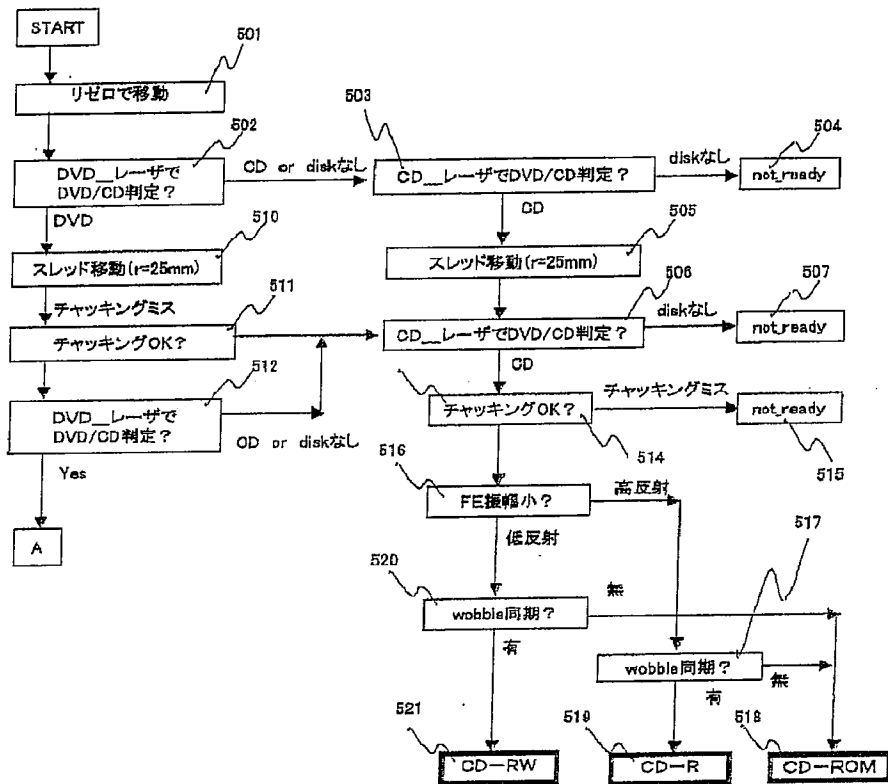 START
501
リゼロで移動
502
DVD__レーザで
DVD/CD判定？
CD or diskなし
503
CD__レーザでDVD/CD判定？
diskなし
504
not_ready
DVD
CD
510
スレッド移動(r=25mm)
505
スレッド移動(r=25mm)
チャッキングミス
511
チャッキングOK？
506
CD__レーザでDVD/CD判定？
diskなし
507
not_ready
512
DVD__レーザで
DVD/CD判定？
CD or diskなし
CD
チャッキングOK？
チャッキングミス
not_ready
514
515
Yes
A
516
FE振幅小？
高反射
低反射
517
520
wobble同期？
無
有
wobble同期？
無
有
521
CD－RW
519
CD－R
518
CD－ROM